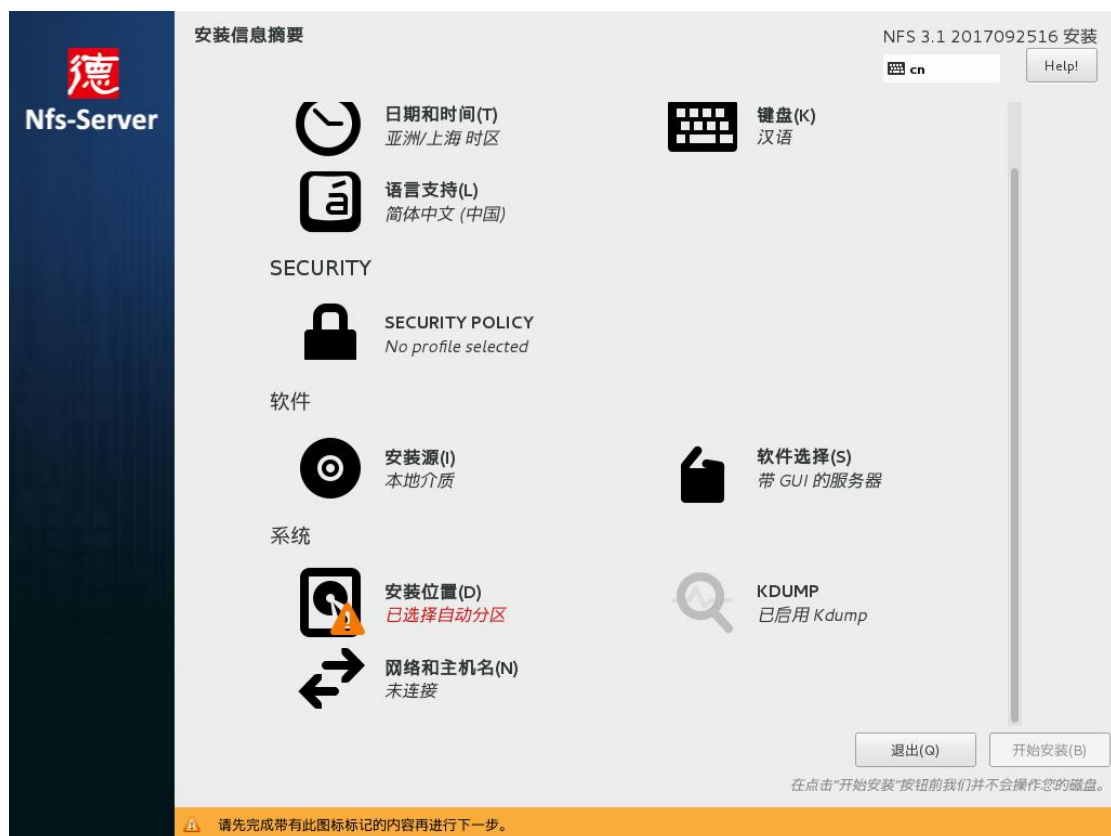 安装信息摘要
NFS 3.1 2017092516 安装
德
cn
Help!
Nfs-Server
日期和时间(T)
亚洲/上海 时区
键盘(K)
汉语
á
语言支持(L)
简体中文 (中国)
SECURITY
SECURITY POLICY
No profile selected
软件
安装源(I)
本地介质
软件选择(S)
带 GUI 的服务器
系统
安装位置(D)
已选择自动分区
KDUMP
已启用 Kdump
网络和主机名(N)
未连接
退出(Q)
开始安装(B)
在点击"开始安装"按钮前我们并不会操作您的磁盘。
请先完成带有此图标标记的内容再进行下一步。